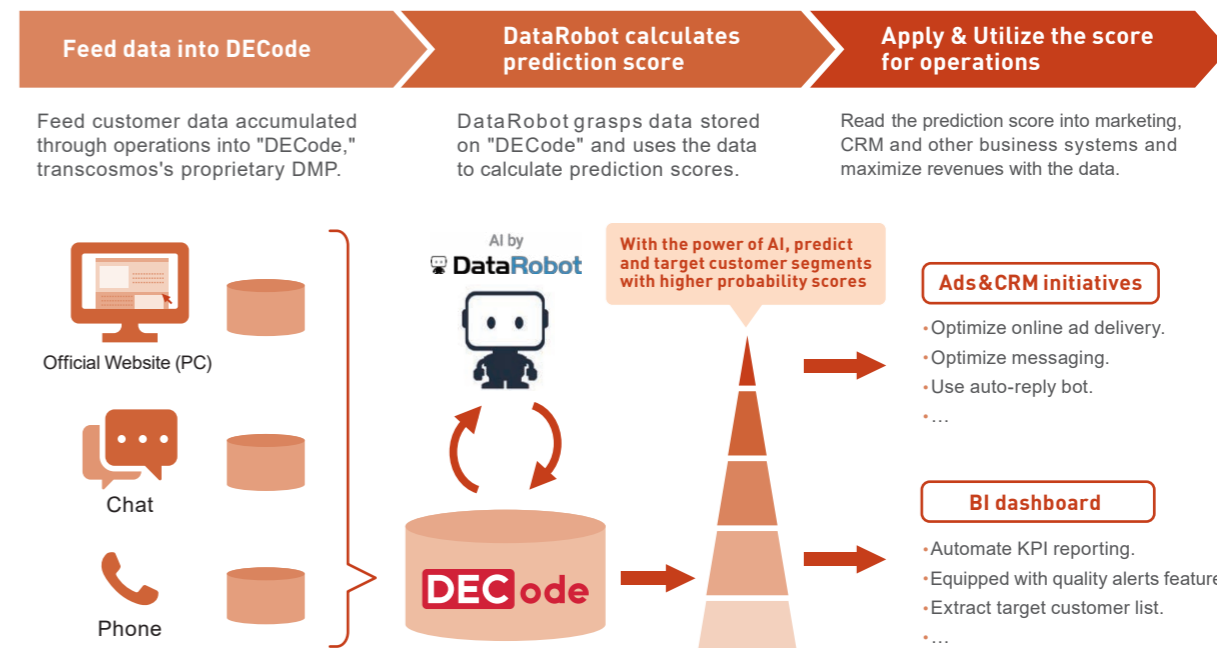 Feed data into DECode
DataRobot calculates
prediction score
Apply & Utilize the score
for operations
Feed customer data accumulated
through operations into "DECode,"
transcosmos's proprietary DMP.
DataRobot grasps data stored
on "DECode" and uses the data
to calculate prediction scores.
Read the prediction score into marketing,
CRM and other business systems and
maximize revenues with the data.
Official Website (PC)
Chat
Phone
AI by
DataRobot
DECode
With the power of AI, predict
and target customer segments
with higher probability scores
Ads&CRM initiatives
•Optimize online ad delivery.
•Optimize messaging.
•Use auto-reply bot.
•…
BI dashboard
•Automate KPI reporting.
•Equipped with quality alerts feature
•Extract target customer list.
•…